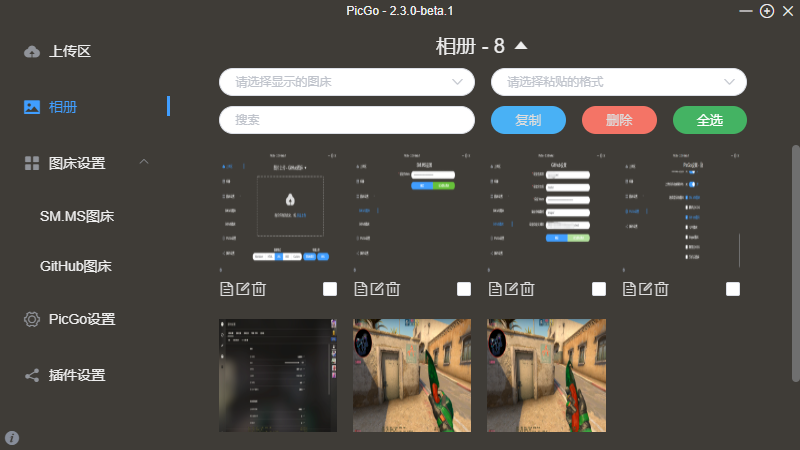 PicGo - 2.3.0-beta.1
上传区
相册
图床设置
SM.MS图床
GitHub图床
PicGo设置
插件设置
相册 - 8
请选择显示的图床
请选择粘贴的格式
搜索
复制
删除
全选